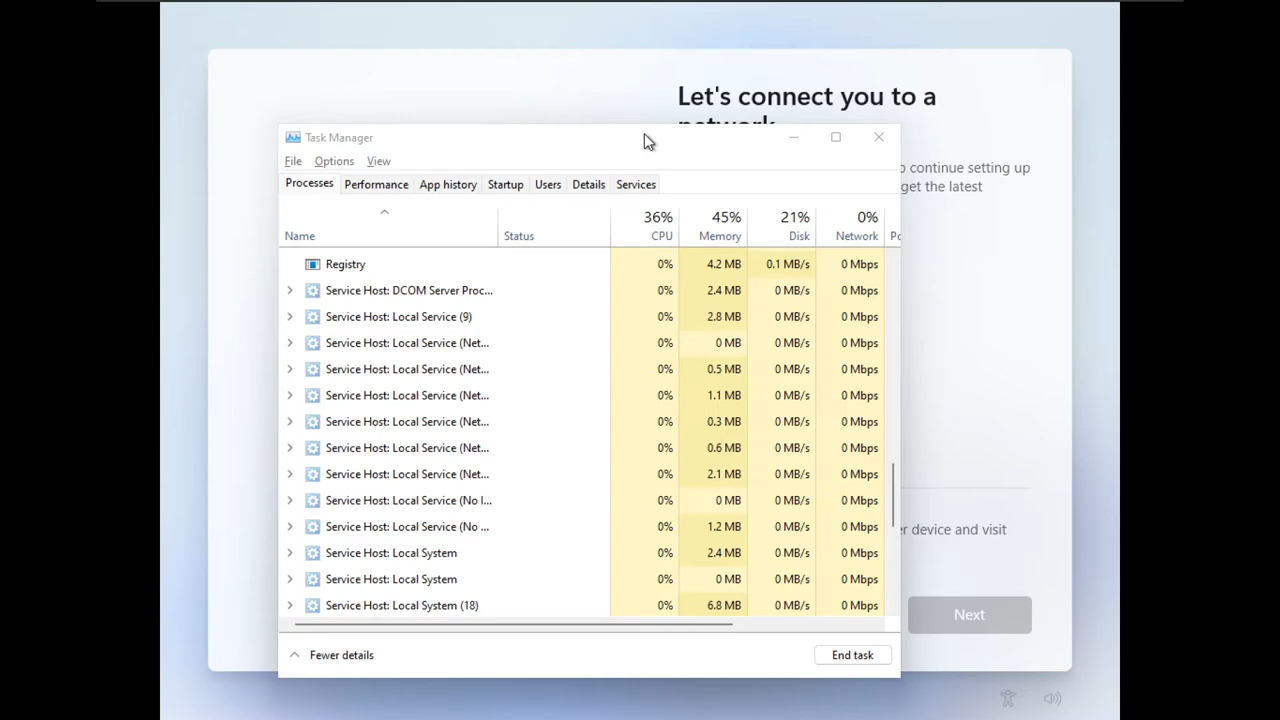 Let's connect you to a
network
Task Manager
File Options View
o continue setting up
get the latest
Processes Performance App history Startup Users Details Services
36% 45% 21% 0%
Name Status CPU Memory Disk Network Po
Registry 0% 4.2 MB 0.1 MB/s 0 Mbps
Service Host: DCOM Server Proc... 0% 2.4 MB 0 MB/s 0 Mbps
Service Host: Local Service (9) 0% 2.8 MB 0 MB/s 0 Mbps
Service Host: Local Service (Net... 0% 0 MB 0 MB/s 0 Mbps
Service Host: Local Service (Net... 0% 0.5 MB 0 MB/s 0 Mbps
Service Host: Local Service (Net... 0% 1.1 MB 0 MB/s 0 Mbps
Service Host: Local Service (Net... 0% 0.3 MB 0 MB/s 0 Mbps
Service Host: Local Service (Net... 0% 0.6 MB 0 MB/s 0 Mbps
Service Host: Local Service (Net... 0% 2.1 MB 0 MB/s 0 Mbps
Service Host: Local Service (No I... 0% 0 MB 0 MB/s 0 Mbps
Service Host: Local Service (No ... 0% 1.2 MB 0 MB/s 0 Mbps
er device and visit
Service Host: Local System 0% 2.4 MB 0 MB/s 0 Mbps
Service Host: Local System 0% 0 MB 0 MB/s 0 Mbps
Service Host: Local System (18) 0% 6.8 MB 0 MB/s 0 Mbps
Next
Fewer details End task